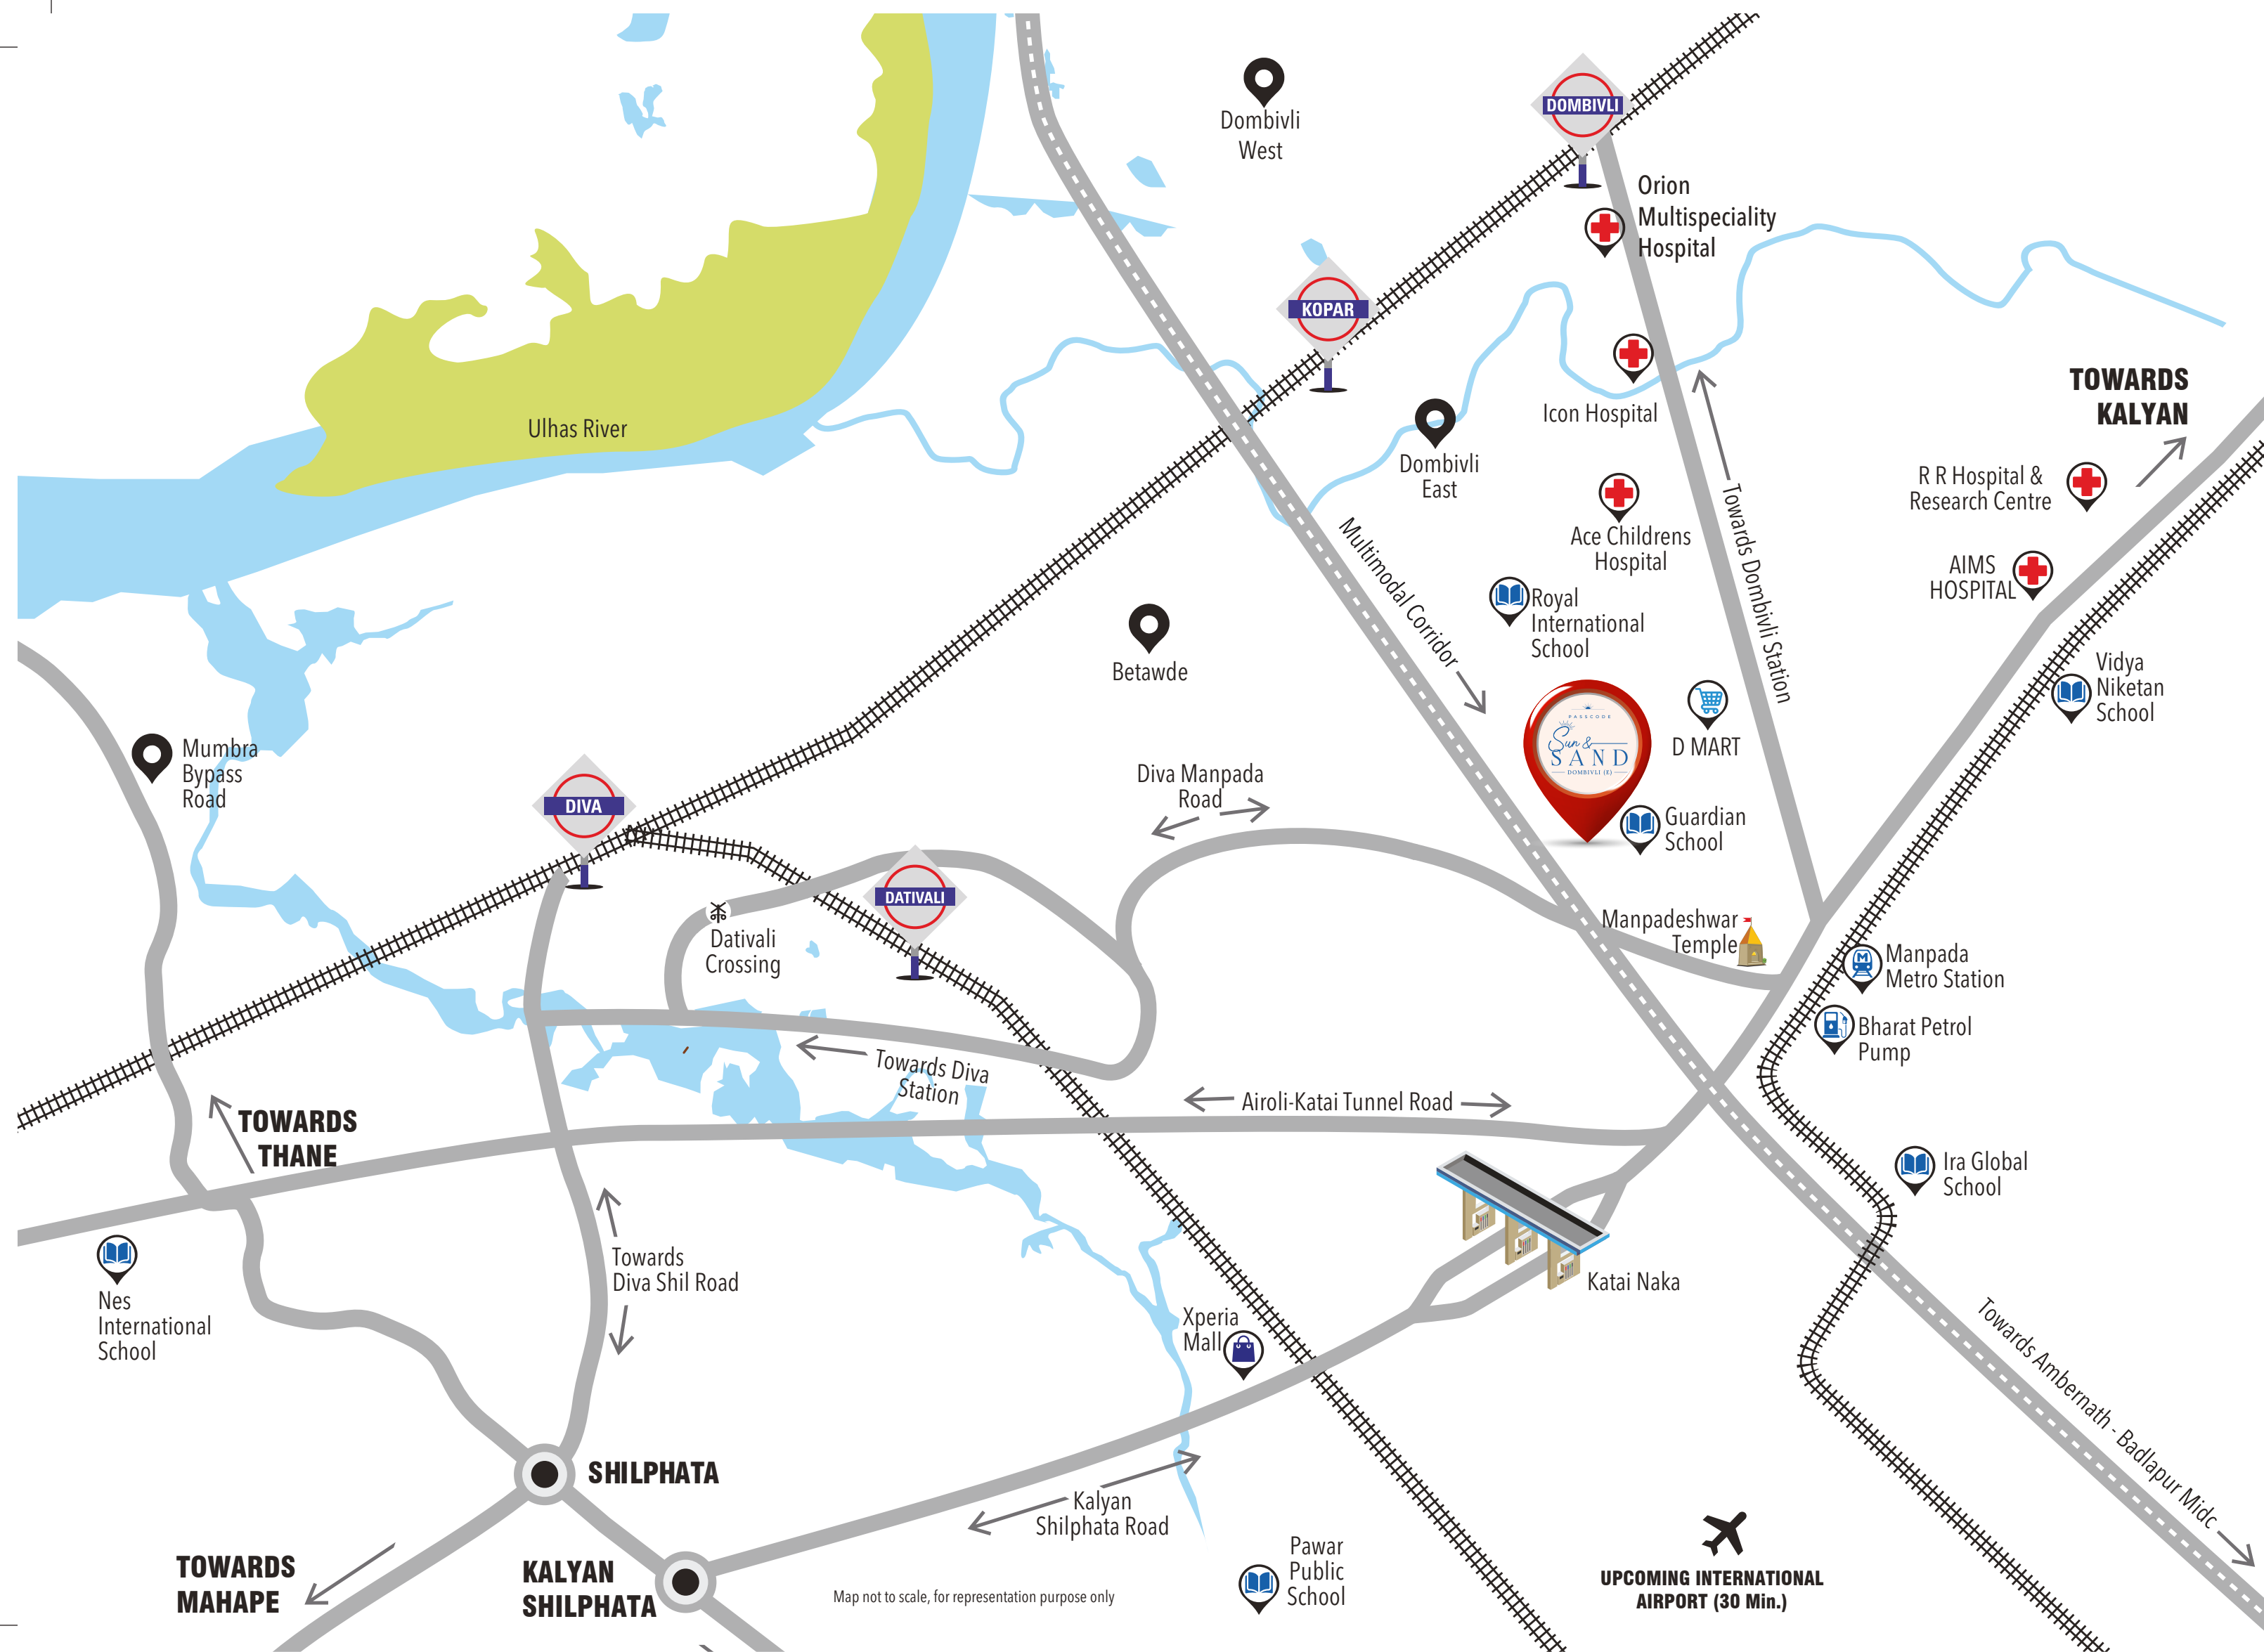 Dombivli
West
DOMBIVLI
Orion
Multispeciality
Hospital
KOPAR
Icon Hospital
TOWARDS
KALYAN
Ulhas River
Dombivli
East
R R Hospital &
Research Centre
Ace Childrens
Hospital
AIMS
HOSPITAL
Multimodal Corridor
Towards Dombivli Station
Royal
International
School
Betawde
Vidya
Niketan
School
PASSCODE
Sun &
SAND
DOMBIVLI (E)
D MART
Mumbra
Bypass
Road
DIVA
Diva Manpada
Road
Guardian
School
DATIVALI
Dativali
Crossing
Manpadeshwar
Temple
Manpada
Metro Station
Bharat Petrol
Pump
Towards Diva
Station
Airoli-Katai Tunnel Road
TOWARDS
THANE
Ira Global
School
Nes
International
School
Towards
Diva Shil Road
Katai Naka
Xperia
Mall
Towards Ambernath - Badlapur Midc
SHILPHATA
Kalyan
Shilphata Road
TOWARDS
MAHAPE
KALYAN
SHILPHATA
Map not to scale, for representation purpose only
Pawar
Public
School
UPCOMING INTERNATIONAL
AIRPORT (30 Min.)